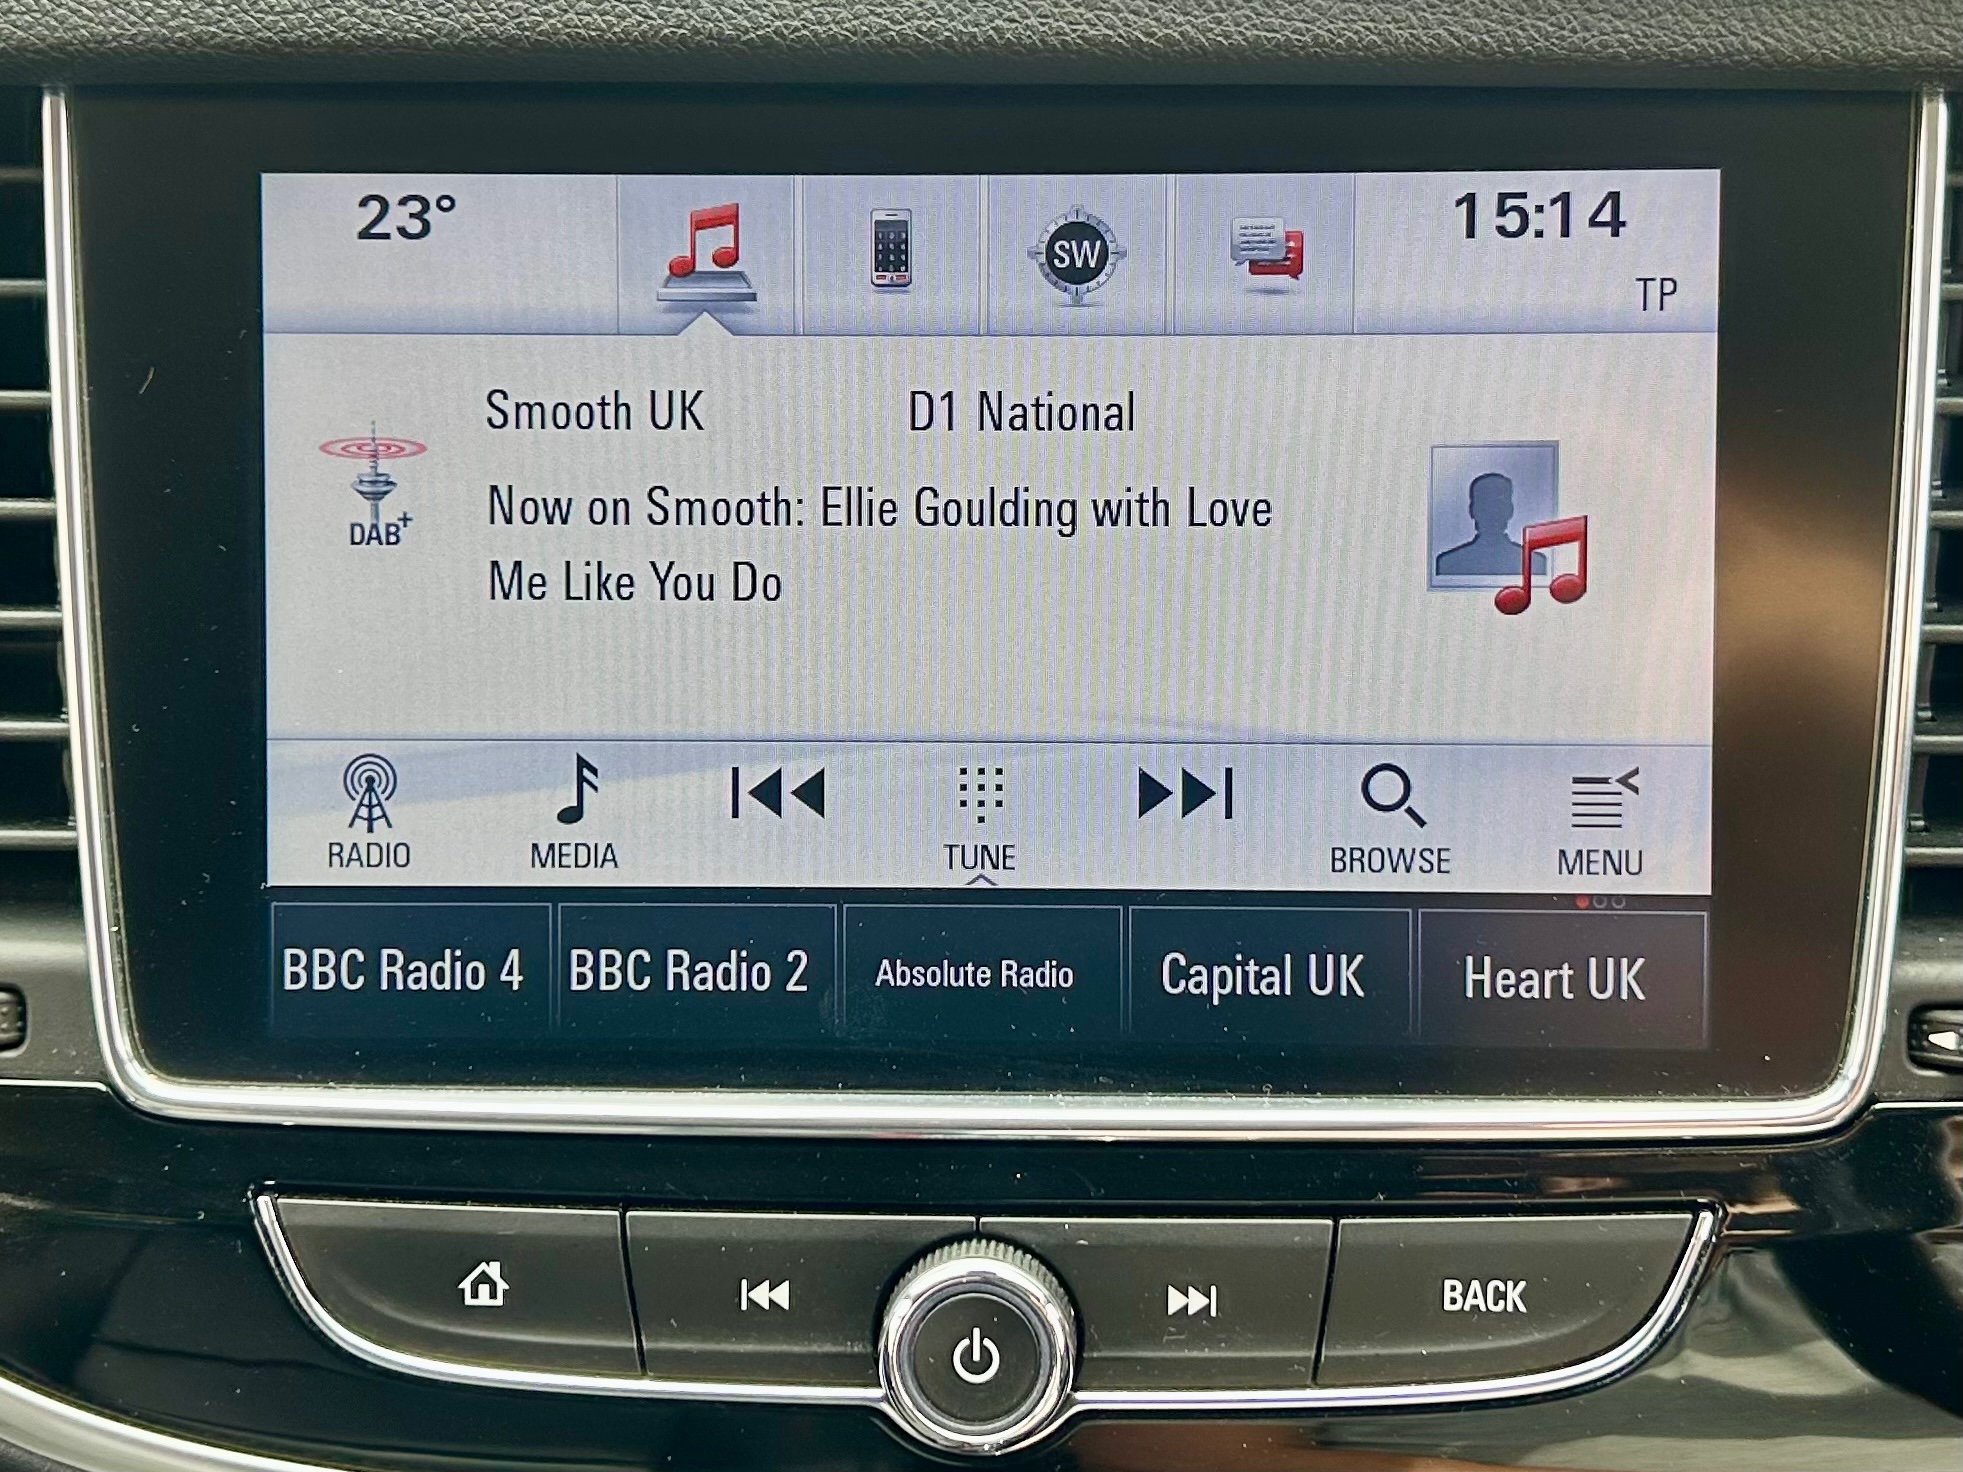 23°
SW
15:14
TP
Smooth UK D1 National
DAB+
Now on Smooth: Ellie Goulding with Love
Me Like You Do
RADIO MEDIA TUNE BROWSE MENU
BBC Radio 4 BBC Radio 2 Absolute Radio Capital UK Heart UK
BACK